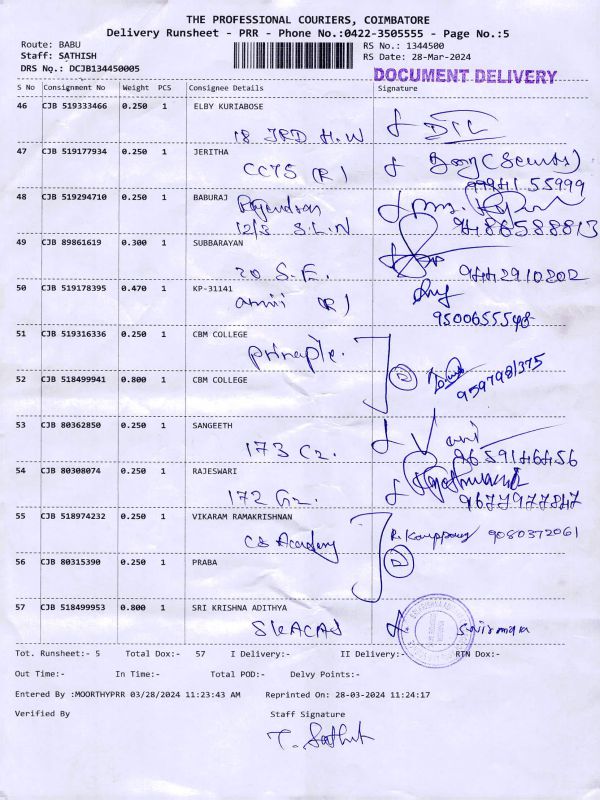 THE PROFESSIONAL COURIERS, COIMBATORE
Delivery Runsheet - PRR - Phone No.:0422-3505555 - Page No.:5
Route: BABU
RS No.: 1344500
Staff: SATHISH
RS Date: 28-Mar-2024
DRS No.: DCJB134450005
DOCUMENT DELIVERY
S No Consignment No Weight PCS Consignee Details Signature
46 CJB 519333466 0.250 1 ELBY KURIABOSE
18 3RD H.W
47 CJB 519177934 0.250 1 JERITHA
CCTS (R)
99941 55999
48 CJB 519294710 0.250 1 BABURAJ
Rajendran
12/3 S.L.N 9486588813
49 CJB 89861619 0.300 1 SUBBARAYAN
20 S.E. 9442910202
50 CJB 519178395 0.470 1 KP-31141
(R)
51 CJB 519316336 0.250 1 CBM COLLEGE
principle.
9597981375
52 CJB 518499941 0.800 1 CBM COLLEGE
53 CJB 80362850 0.250 1 SANGEETH
173 G2. 9659146456
54 CJB 80308074 0.250 1 RAJESWARI
172 G2. 9677977847
55 CJB 518974232 0.250 1 VIKARAM RAMAKRISHNAN
CS Academy 9080372061
56 CJB 80315390 0.250 1 PRABA
57 CJB 518499953 0.800 1 SRI KRISHNA ADITHYA
SKACAS
Tot. Runsheet:- 5 Total Dox:- 57 I Delivery:- II Delivery:- RTN Dox:-
Out Time:- In Time:- Total POD:- Delvy Points:-
Entered By :MOORTHYPRR 03/28/2024 11:23:43 AM Reprinted On: 28-03-2024 11:24:17
Verified By Staff Signature
T. Sathish